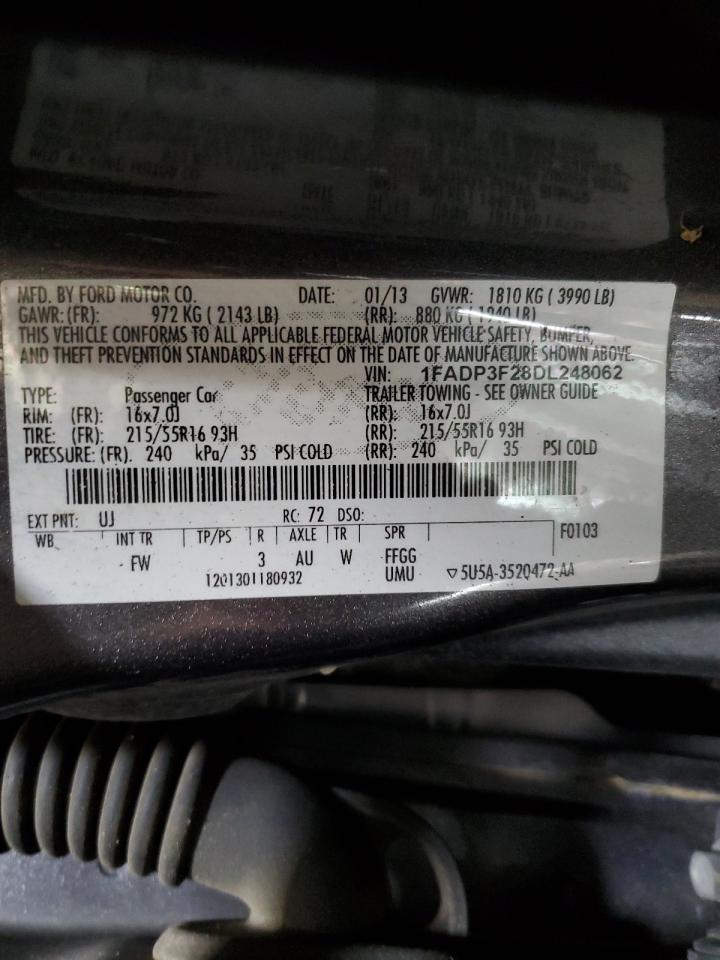 MFD. BY FORD MOTOR CO. DATE: 01/13 GVWR: 1810 KG ( 3990 LB)
GAWR:(FR): 972 KG ( 2143 LB) (RR): 880 KG ( 1940 LB)
THIS VEHICLE CONFORMS TO ALL APPLICABLE FEDERAL MOTOR VEHICLE SAFETY, BUMPER,
AND THEFT PREVENTION STANDARDS IN EFFECT ON THE DATE OF MANUFACTURE SHOWN ABOVE.
VIN: 1FADP3F28DL248062
TYPE: Passenger Car TRAILER TOWING - SEE OWNER GUIDE
RIM: (FR): 16x7.0J (RR): 16x7.0J
TIRE: (FR): 215/55R16 93H (RR): 215/55R16 93H
PRESSURE: (FR). 240 kPa/ 35 PSI COLD (RR): 240 kPa/ 35 PSI COLD
EXT PNT: UJ RC: 72 DSO:
WB INT TR TP/PS R AXLE TR SPR F0103
FW 3 AU W FFGG
1201301180932 UMU ▽5U5A-3520472-AA